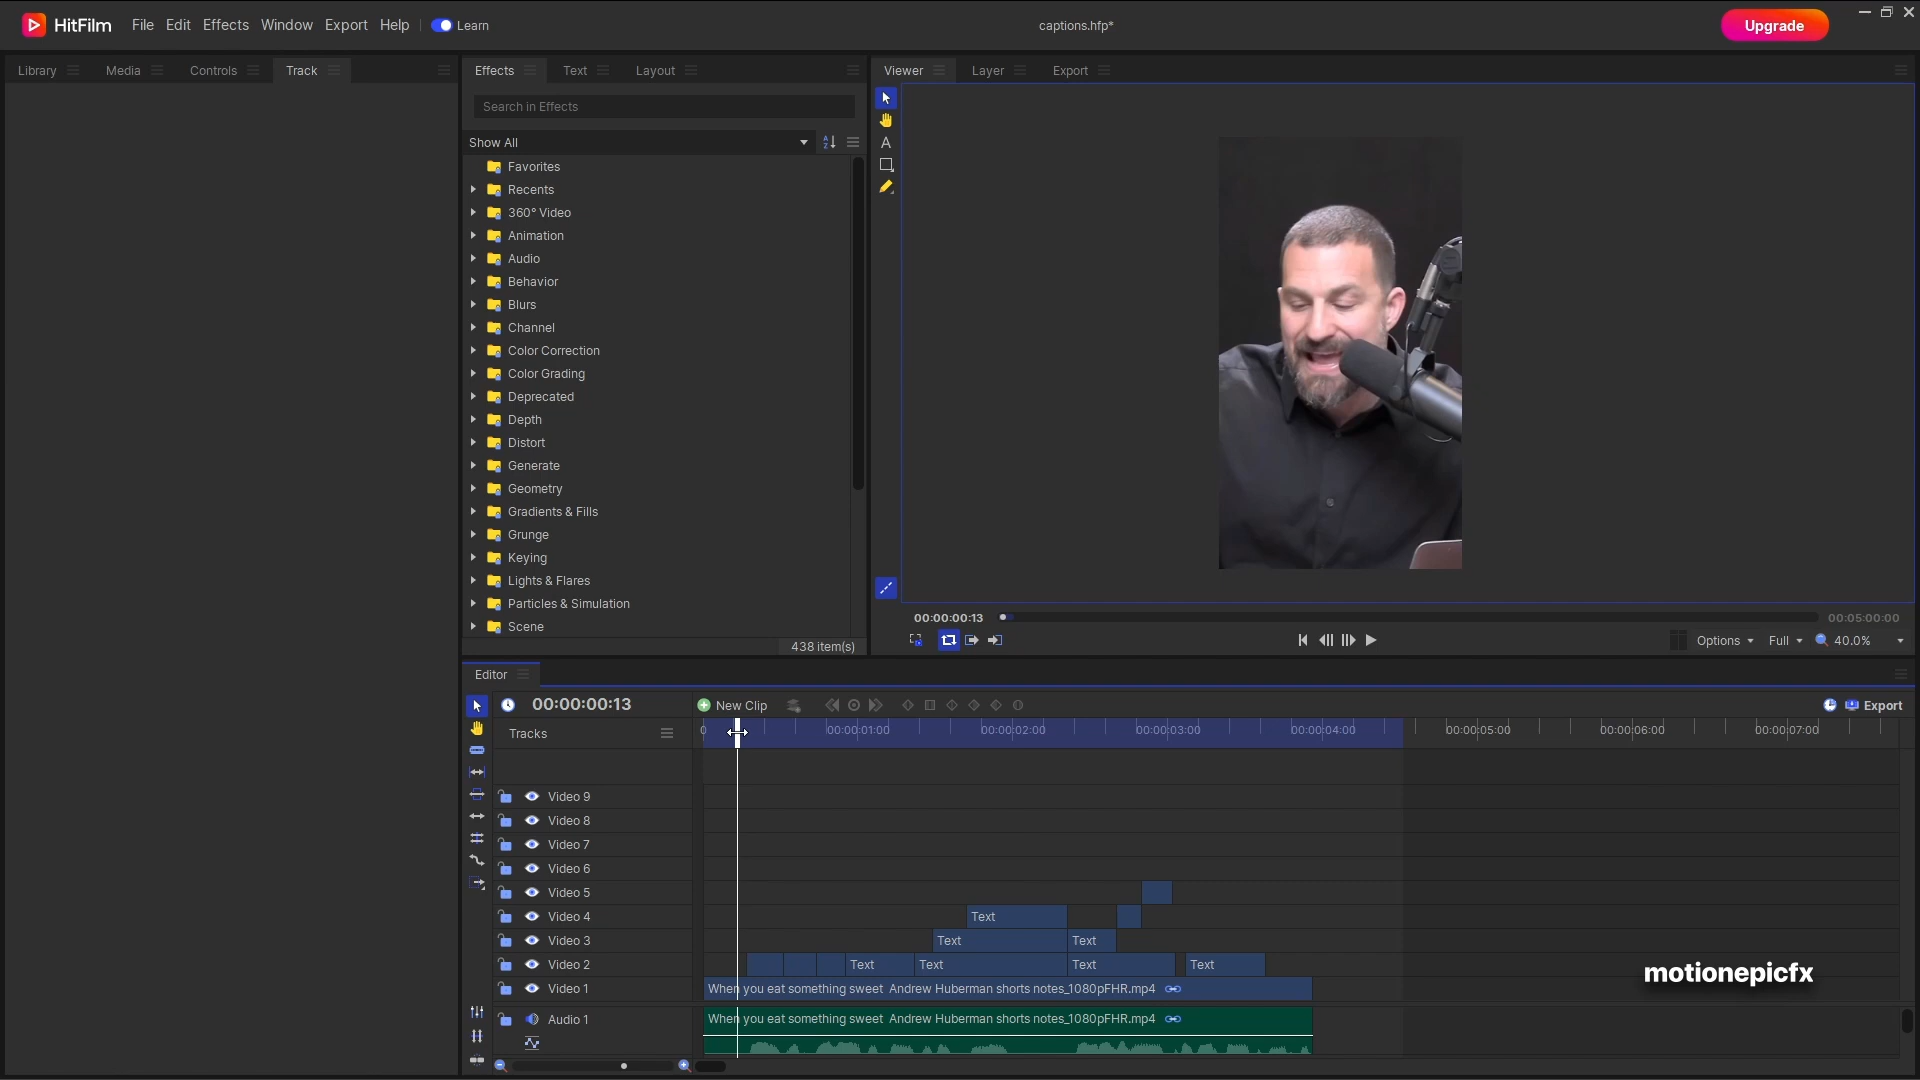 HitFilm File Edit Effects Window Export Help Learn captions.hfp* Upgrade
Library Media Controls Track Effects Text Layout Viewer Layer Export
Search in Effects
Show All
Favorites
Recents
360° Video
Animation
Audio
Behavior
Blurs
Channel
Color Correction
Color Grading
Deprecated
Depth
Distort
Generate
Geometry
Gradients & Fills
Grunge
Keying
Lights & Flares
Particles & Simulation
Scene
438 item(s)
A
00:00:00:13 00:05:00:00
Options Full 40.0%
Editor
00:00:00:13 New Clip Export
Tracks 0 00:00:01:00 00:00:02:00 00:00:03:00 00:00:04:00 00:00:05:00 00:00:06:00 00:00:07:00
Video 9
Video 8
Video 7
Video 6
Video 5
Video 4 Text
Video 3 Text Text
Video 2 Text Text Text Text
Video 1 When you eat something sweet Andrew Huberman shorts notes_1080pFHR.mp4
Audio 1 When you eat something sweet Andrew Huberman shorts notes_1080pFHR.mp4
motionepicfx